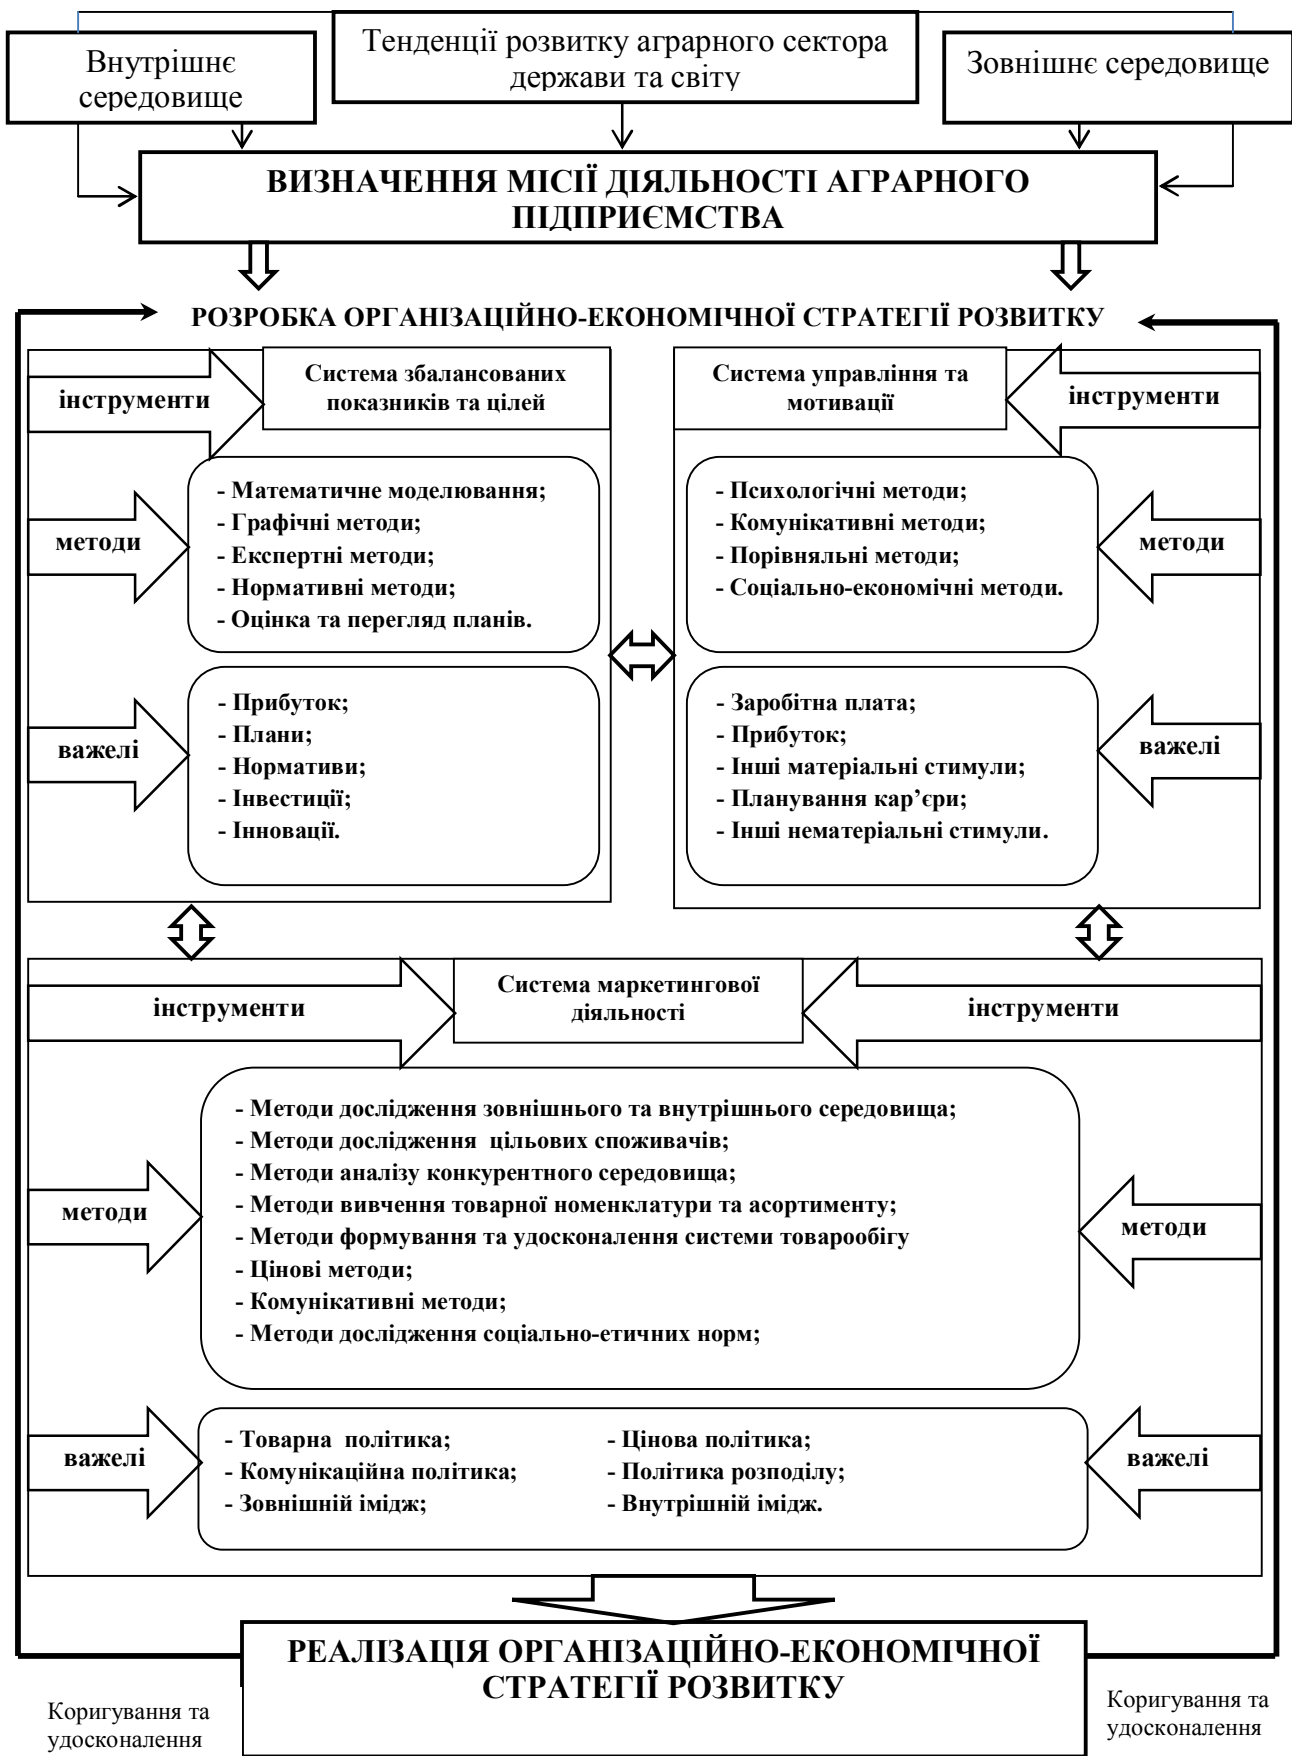 Внутрішнє
середовище
Тенденції розвитку аграрного сектора
держави та світу
Зовнішнє середовище
ВИЗНАЧЕННЯ МІСІЇ ДІЯЛЬНОСТІ АГРАРНОГО
ПІДПРИЄМСТВА
РОЗРОБКА ОРГАНІЗАЦІЙНО-ЕКОНОМІЧНОЇ СТРАТЕГІЇ РОЗВИТКУ
інструменти
Система збалансованих
показників та цілей
методи
- Математичне моделювання;
- Графічні методи;
- Експертні методи;
- Нормативні методи;
- Оцінка та перегляд планів.
важелі
- Прибуток;
- Плани;
- Нормативи;
- Інвестиції;
- Інновації.
Система управління та
мотивації
інструменти
- Психологічні методи;
- Комунікативні методи;
- Порівняльні методи;
- Соціально-економічні методи.
методи
- Заробітна плата;
- Прибуток;
- Інші матеріальні стимули;
- Планування кар’єри;
- Інші нематеріальні стимули.
важелі
інструменти
Система маркетингової
діяльності
інструменти
методи
- Методи дослідження зовнішнього та внутрішнього середовища;
- Методи дослідження  цільових споживачів;
- Методи аналізу конкурентного середовища;
- Методи вивчення товарної номенклатури та асортименту;
- Методи формування та удосконалення системи товарообігу
- Цінові методи;
- Комунікативні методи;
- Методи дослідження соціально-етичних норм;
методи
важелі
- Товарна  політика;
- Комунікаційна політика;
- Зовнішній імідж;
- Цінова політика;
- Політика розподілу;
- Внутрішній імідж.
важелі
РЕАЛІЗАЦІЯ ОРГАНІЗАЦІЙНО-ЕКОНОМІЧНОЇ
СТРАТЕГІЇ РОЗВИТКУ
Коригування та
удосконалення
Коригування та
удосконалення